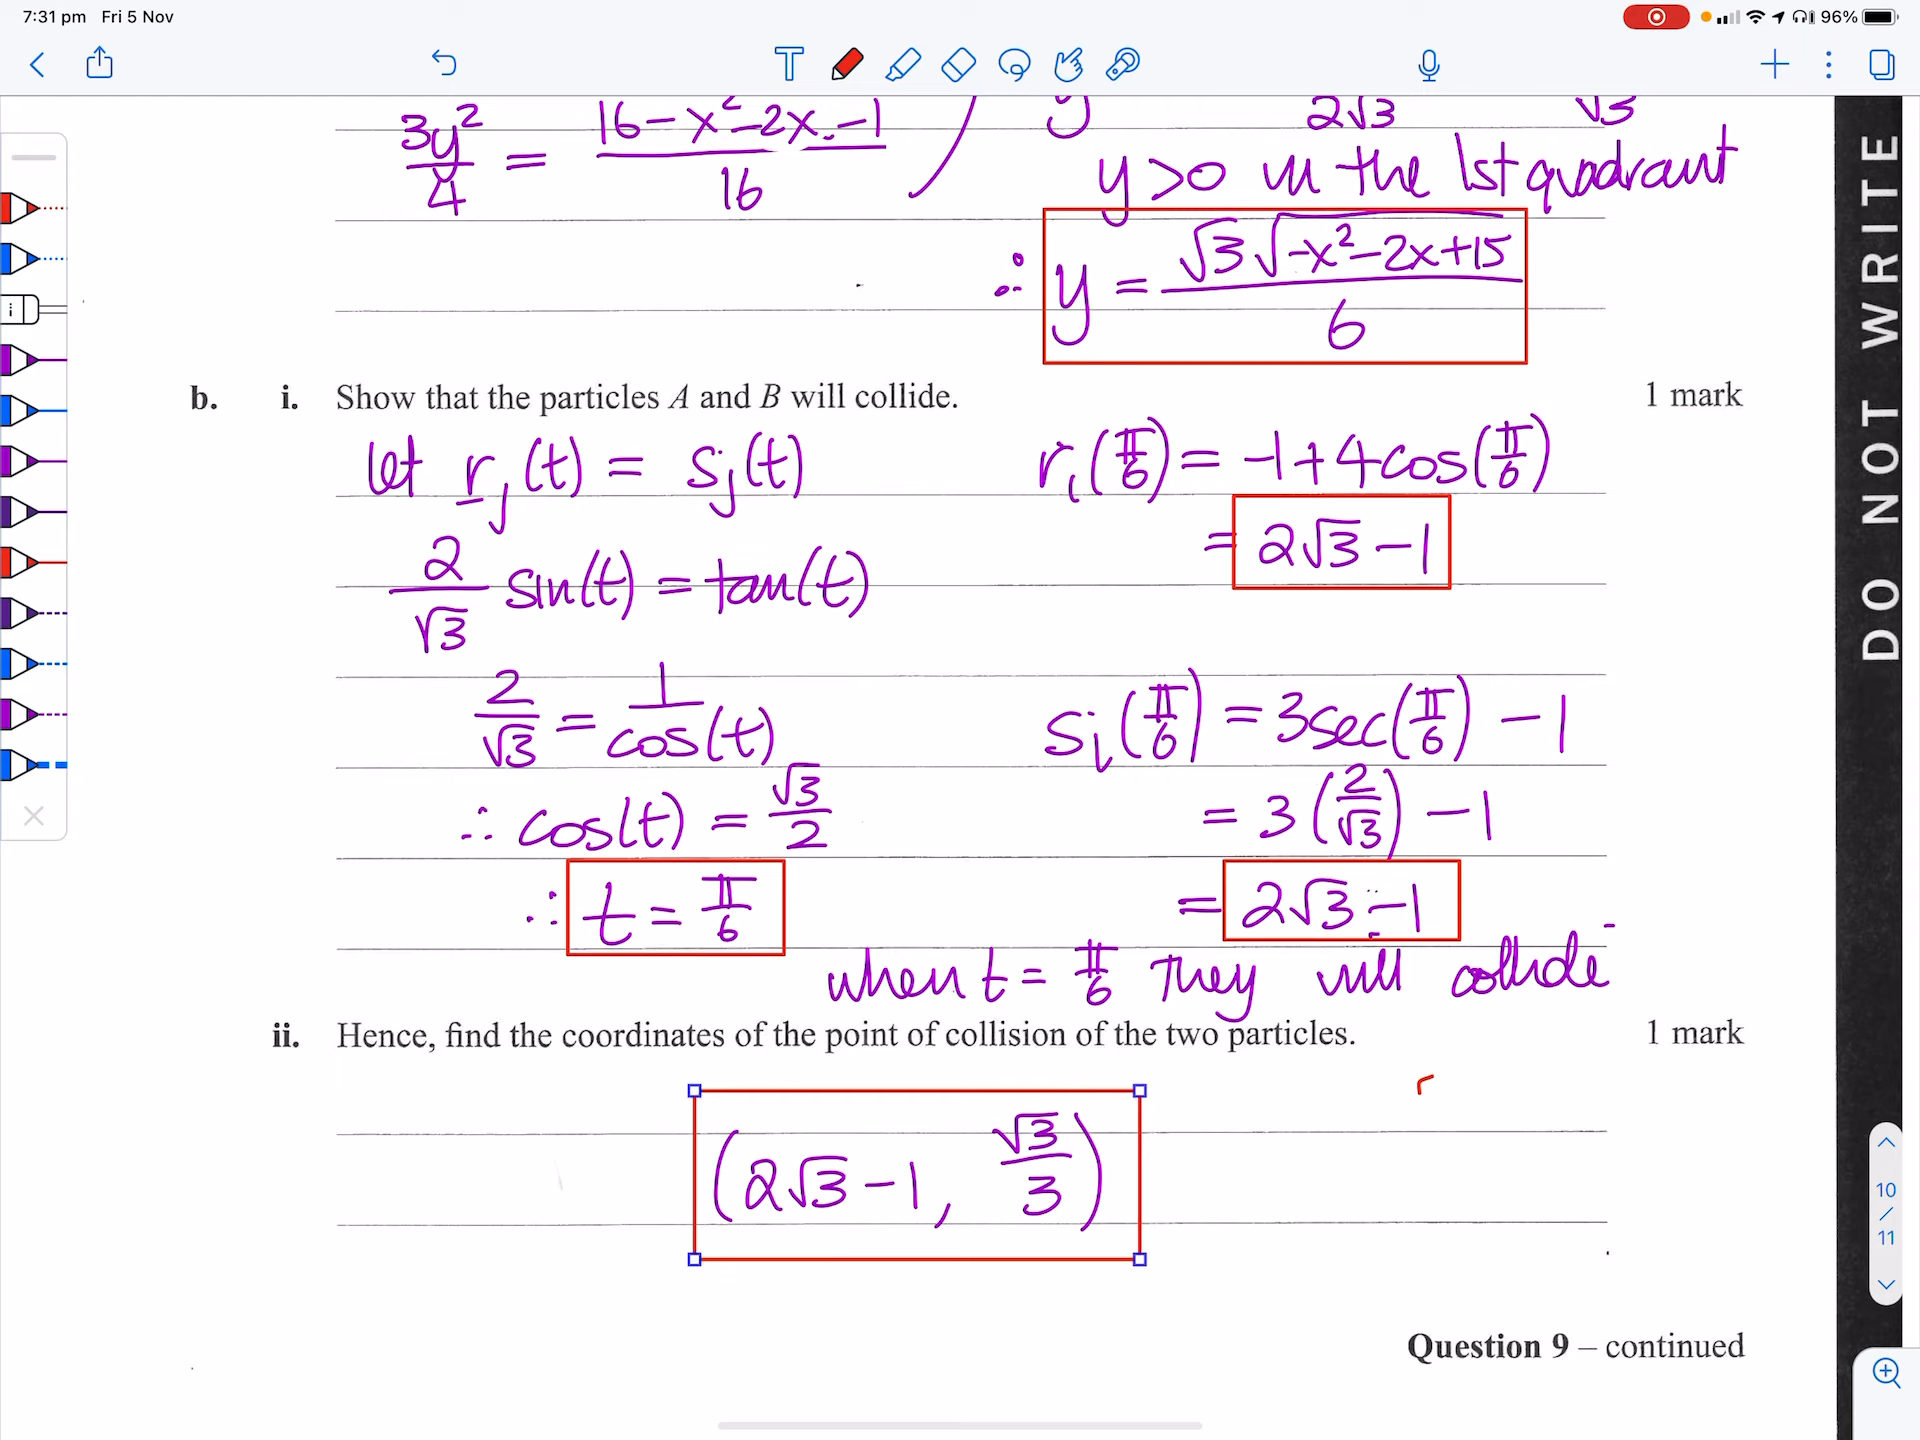 7:31 pm Fri 5 Nov
96%
3y²/4 = (16-x²-2x-1)/16
y 2√3 √3
y>0 in the 1st quadrant
∴ y = √3√(-x²-2x+15)/6
b. i. Show that the particles A and B will collide. 1 mark
let r_j(t) = s_j(t)
2/√3 sin(t) = tan(t)
2/√3 = 1/cos(t)
∴ cos(t) = √3/2
∴ t = π/6
r_i(π/6) = -1+4cos(π/6)
= 2√3-1
s_i(π/6) = 3sec(π/6) - 1
= 3(2/√3) - 1
= 2√3-1
when t = π/6 they will collide
ii. Hence, find the coordinates of the point of collision of the two particles. 1 mark
(2√3-1, √3/3)
Question 9 – continued
DO NOT WRITE
10
/
11